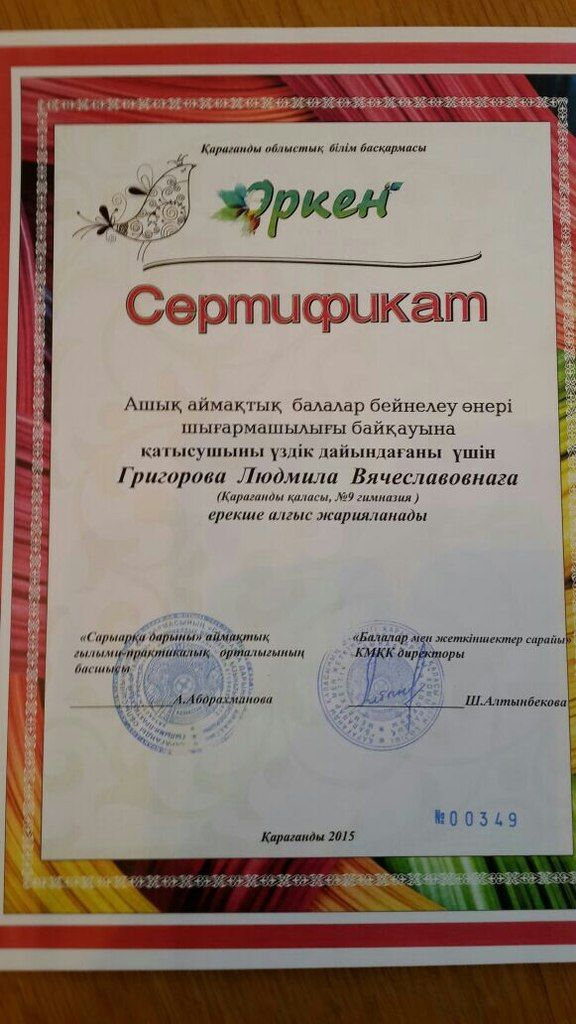 Қарағанды облыстық білім басқармасы
Өркен
Сертификат
Ашық аймақтық балалар бейнелеу өнері
шығармашылығы байқауына
қатысушыны үздік дайындағаны үшін
Григорова Людмила Вячеславовнаға
(Қарағанды қаласы, №9 гимназия )
ерекше алғыс жарияланады
«Сарыарқа дарыны» аймақтық
ғылыми-практикалық орталығының
басшысы
А.Абдрахманова
«Балалар мен жеткіншектер сарайы»
КМҚК директоры
Ш.Алтынбекова
№00349
Қарағанды 2015